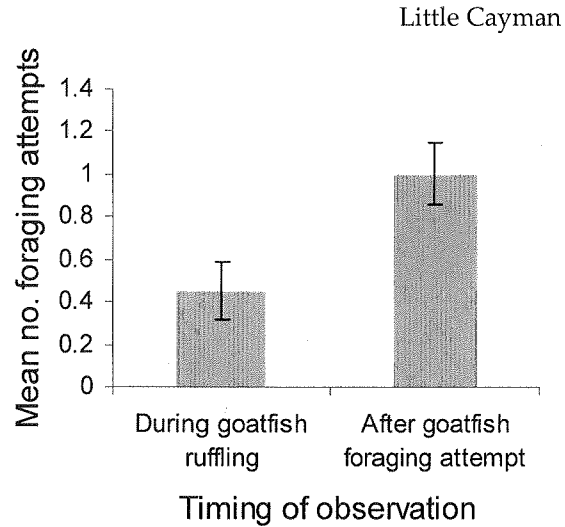 Little Cayman
Mean no. foraging attempts
1.4
1.2
1
0.8
0.6
0.4
0.2
0
During goatfish
ruffling
After goatfish
foraging attempt
Timing of observation